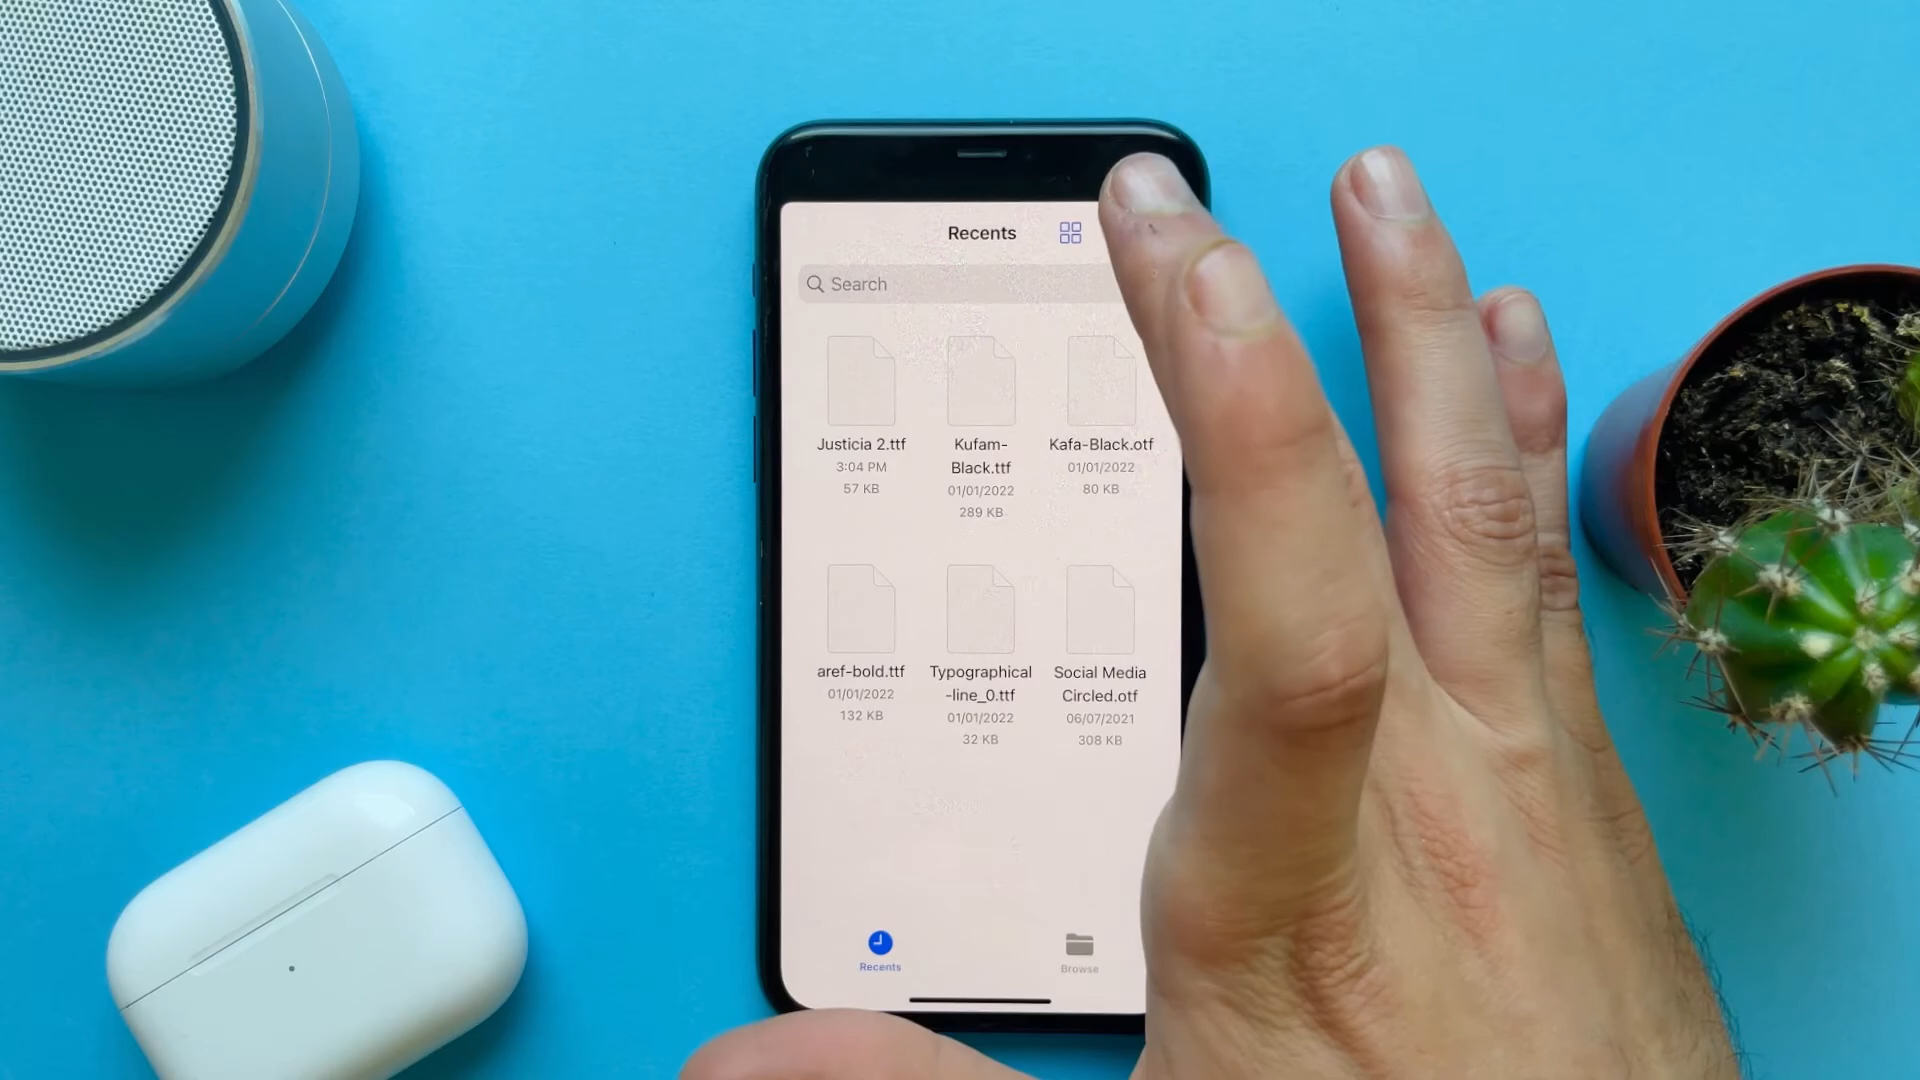 Recents
Search
Justicia 2.ttf
3:04 PM
57 KB
Kufam-
Black.ttf
01/01/2022
289 KB
Kafa-Black.otf
01/01/2022
80 KB
aref-bold.ttf
01/01/2022
132 KB
Typographical
-line_0.ttf
01/01/2022
32 KB
Social Media
Circled.otf
06/07/2021
308 KB
Recents
Browse